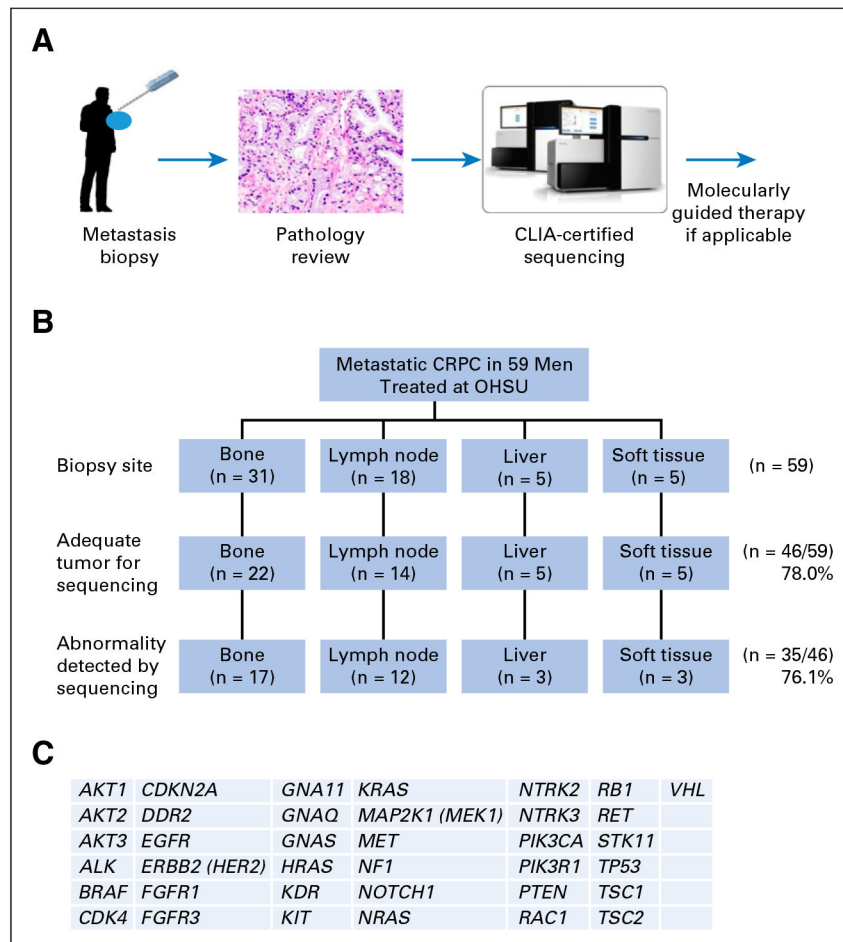 A
Metastasis
biopsy
Pathology
review
CLIA-certified
sequencing
Molecularly
guided therapy
if applicable
B
Metastatic CRPC in 59 Men
Treated at OHSU
Biopsy site
Bone
(n = 31)
Lymph node
(n = 18)
Liver
(n = 5)
Soft tissue
(n = 5)
(n = 59)
Adequate
tumor for
sequencing
Bone
(n = 22)
Lymph node
(n = 14)
Liver
(n = 5)
Soft tissue
(n = 5)
(n = 46/59)
78.0%
Abnormality
detected by
sequencing
Bone
(n = 17)
Lymph node
(n = 12)
Liver
(n = 3)
Soft tissue
(n = 3)
(n = 35/46)
76.1%
C
AKT1 CDKN2A GNA11 KRAS NTRK2 RB1 VHL
AKT2 DDR2 GNAQ MAP2K1 (MEK1) NTRK3 RET
AKT3 EGFR GNAS MET PIK3CA STK11
ALK ERBB2 (HER2) HRAS NF1 PIK3R1 TP53
BRAF FGFR1 KDR NOTCH1 PTEN TSC1
CDK4 FGFR3 KIT NRAS RAC1 TSC2